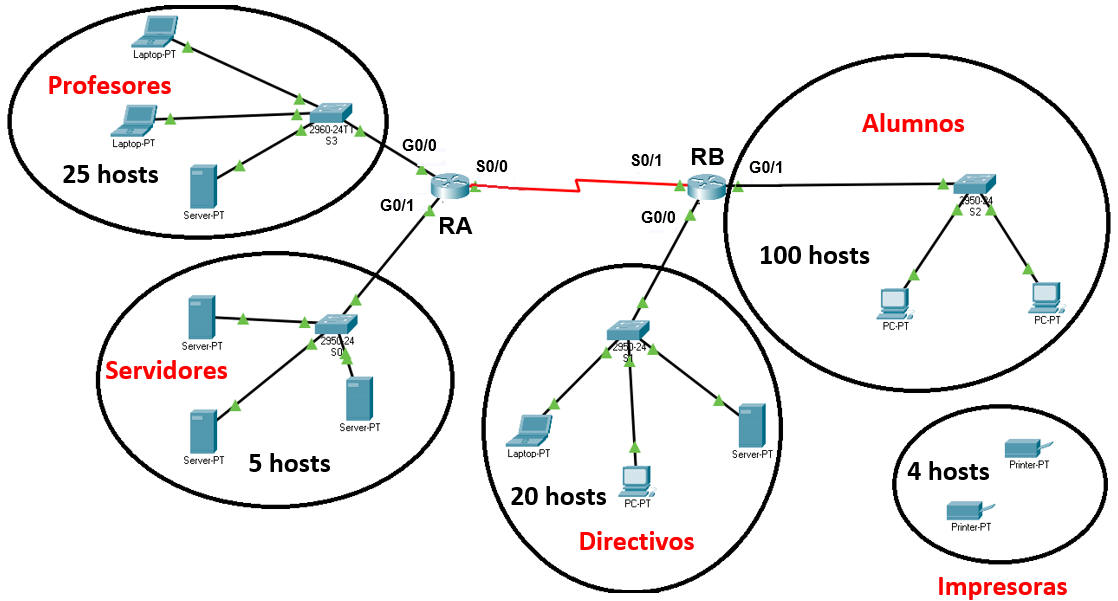 Laptop-PT
Profesores
Laptop-PT
2960-24TT
S3
25 hosts
Server-PT
G0/0
S0/0
G0/1
RA
S0/1
RB
G0/1
G0/0
Alumnos
2950-24
S2
100 hosts
PC-PT
PC-PT
Server-PT
2950-24
S0
Servidores
Server-PT
Server-PT
5 hosts
2950-24
S1
Laptop-PT
Server-PT
20 hosts
PC-PT
Directivos
4 hosts
Printer-PT
Printer-PT
Impresoras